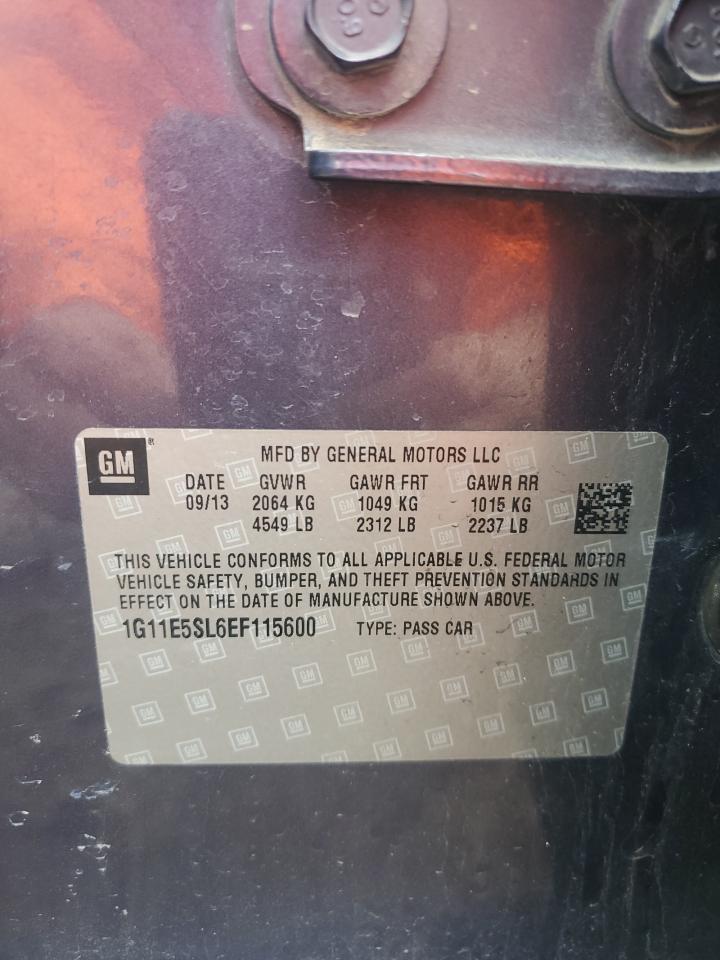 GM
MFD BY GENERAL MOTORS LLC
DATE GVWR GAWR FRT GAWR RR
09/13 2064 KG 1049 KG 1015 KG
4549 LB 2312 LB 2237 LB
THIS VEHICLE CONFORMS TO ALL APPLICABLE U.S. FEDERAL MOTOR
VEHICLE SAFETY, BUMPER, AND THEFT PREVENTION STANDARDS IN
EFFECT ON THE DATE OF MANUFACTURE SHOWN ABOVE.
1G11E5SL6EF115600 TYPE: PASS CAR